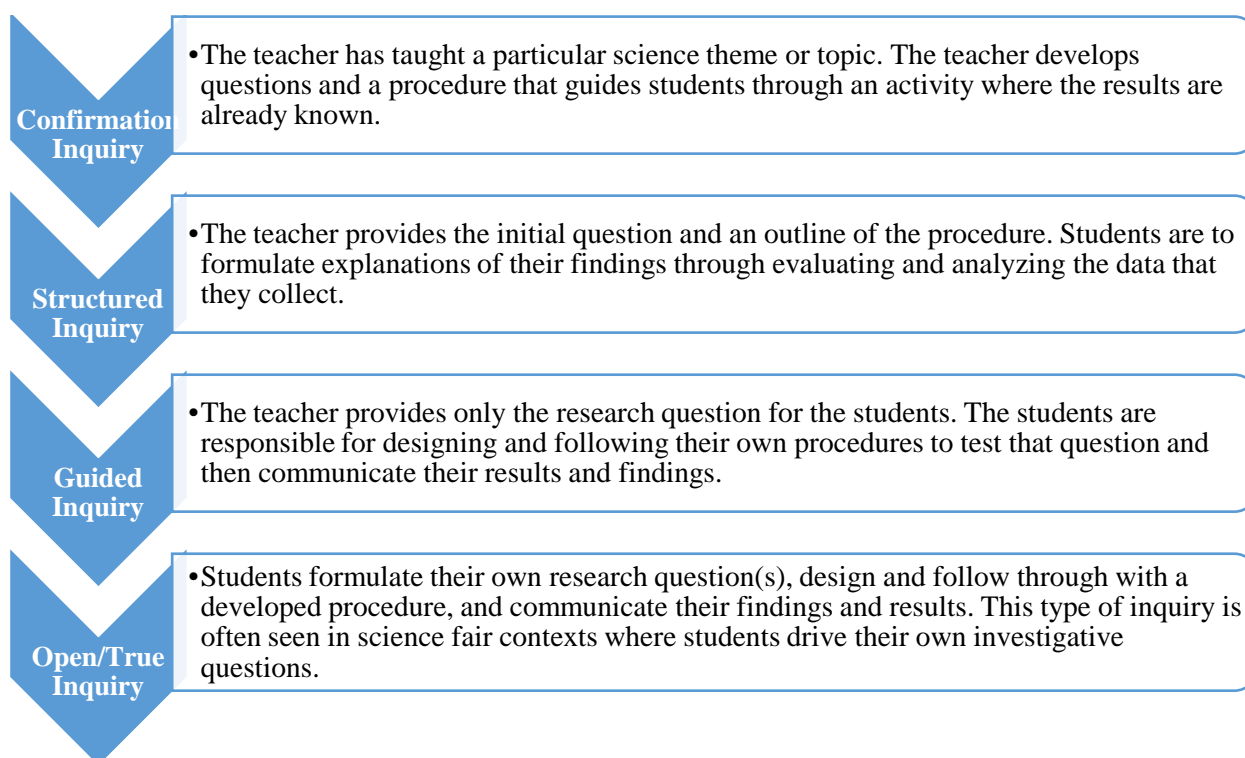 Confirmation
Inquiry
•The teacher has taught a particular science theme or topic. The teacher develops
questions and a procedure that guides students through an activity where the results are
already known.
Structured
Inquiry
•The teacher provides the initial question and an outline of the procedure. Students are to
formulate explanations of their findings through evaluating and analyzing the data that
they collect.
Guided
Inquiry
•The teacher provides only the research question for the students. The students are
responsible for designing and following their own procedures to test that question and
then communicate their results and findings.
Open/True
Inquiry
•Students formulate their own research question(s), design and follow through with a
developed procedure, and communicate their findings and results. This type of inquiry is
often seen in science fair contexts where students drive their own investigative
questions.